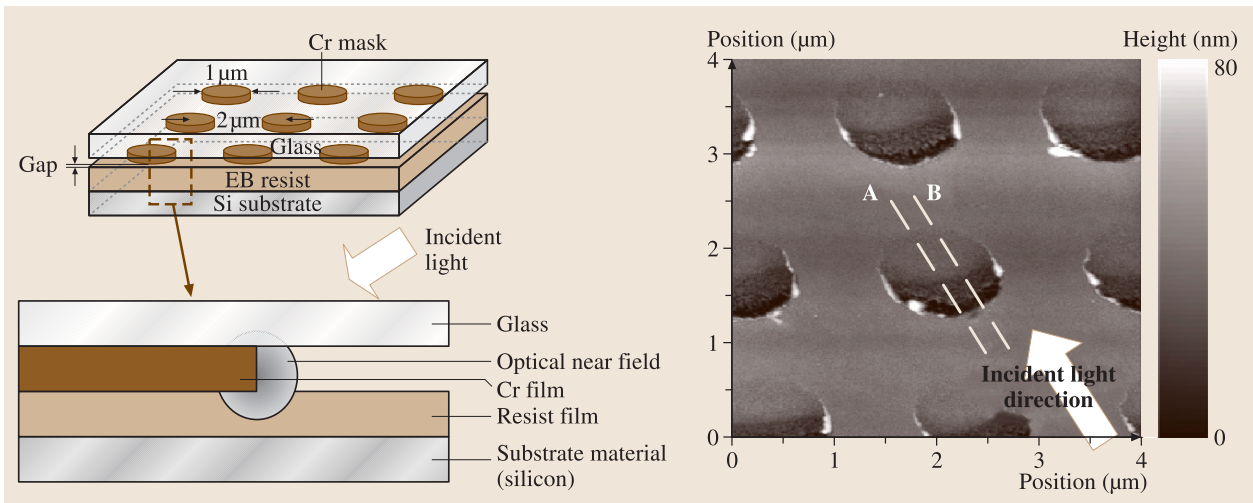 Cr mask
1 µm
2 µm
Glass
Gap
EB resist
Si substrate
Incident
light
Glass
Optical near field
Cr film
Resist film
Substrate material
(silicon)
Position (µm)
Height (nm)
4
80
3
A
B
2
1
Incident light
direction
0
0
0
1
2
3
4
Position (µm)